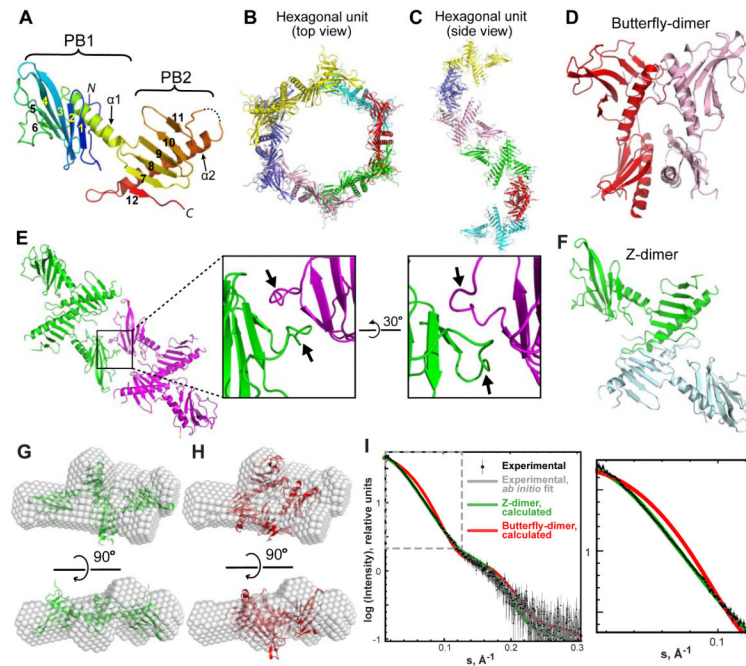 A
PB1
PB2
N
α1
α2
5
4
3
2
1
6
11
10
9
8
7
12
C
B
Hexagonal unit
(top view)
C
Hexagonal unit
(side view)
D
Butterfly-dimer
E
30°
F
Z-dimer
G
90°
H
90°
I
Experimental
Experimental,
ab initio fit
Z-dimer,
calculated
Butterfly-dimer,
calculated
log (Intensity), relative units
1
0
-1
0.1
0.2
0.3
s, Å⁻¹
1
0.1
s, Å⁻¹